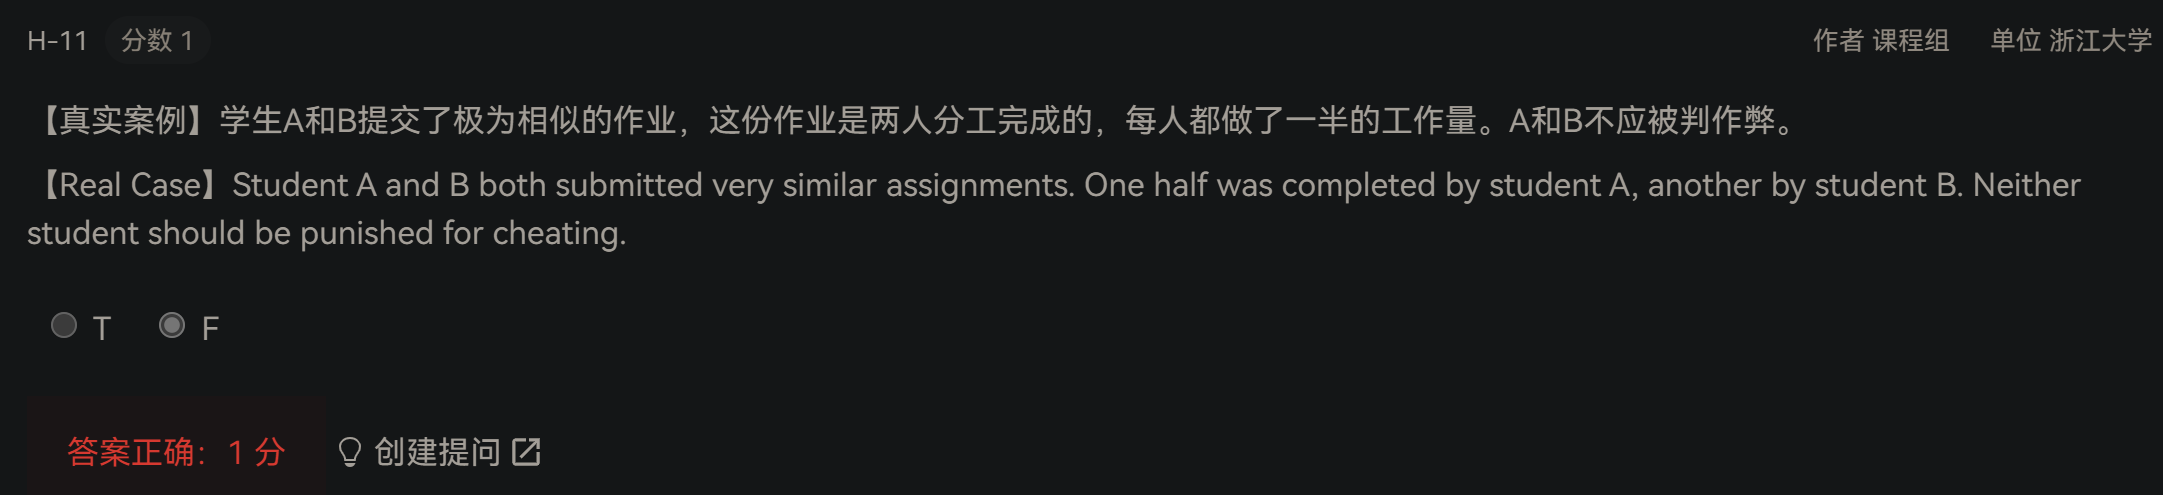 H-11 分数 1 作者 课程组 单位 浙江大学
【真实案例】学生A和B提交了极为相似的作业，这份作业是两人分工完成的，每人都做了一半的工作量。A和B不应被判作弊。
【Real Case】Student A and B both submitted very similar assignments. One half was completed by student A, another by student B. Neither
student should be punished for cheating.
T F
答案正确：1 分 创建提问